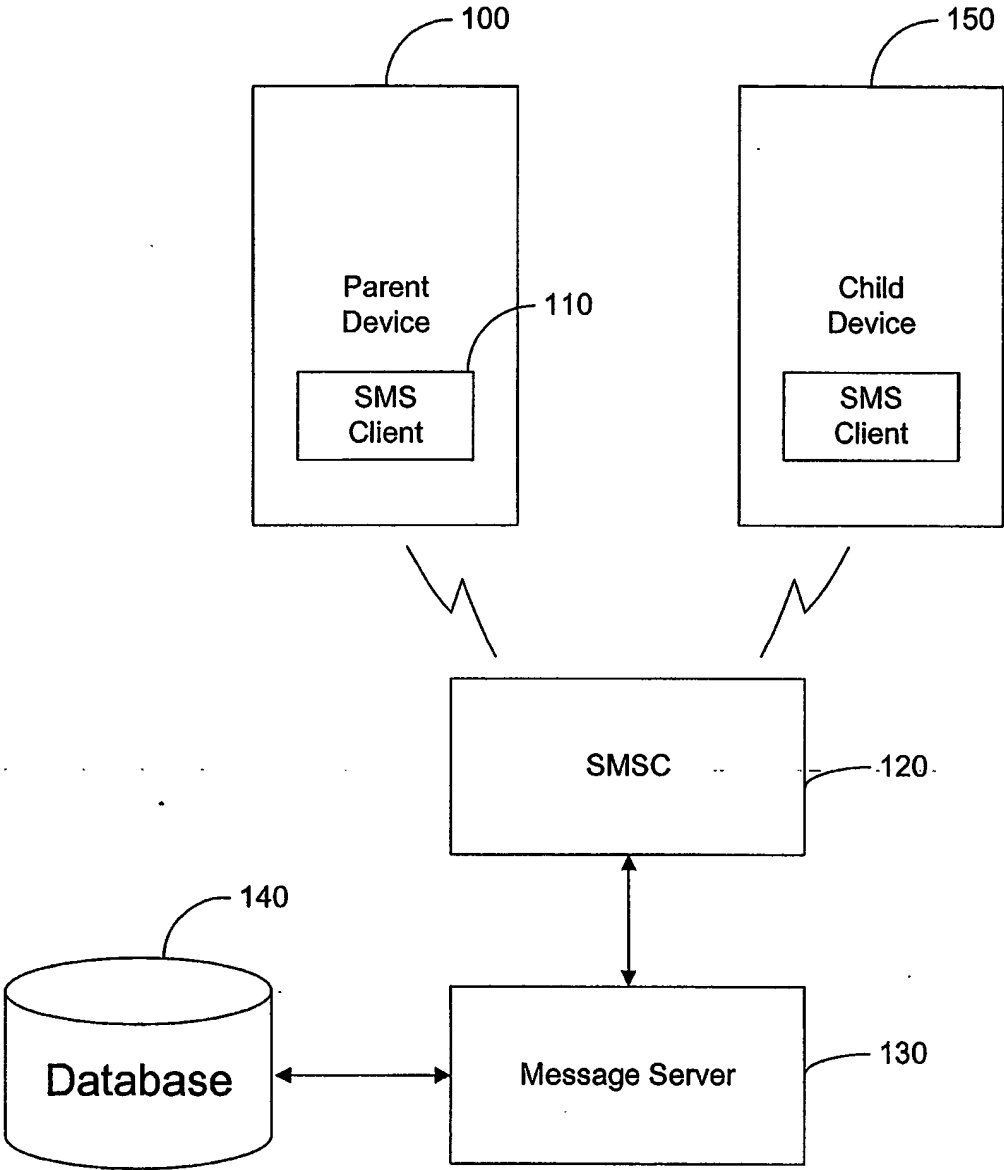 100
150
Parent
Device
110
Child
Device
SMS
Client
SMS
Client
SMSC
120
140
Database
Message Server
130